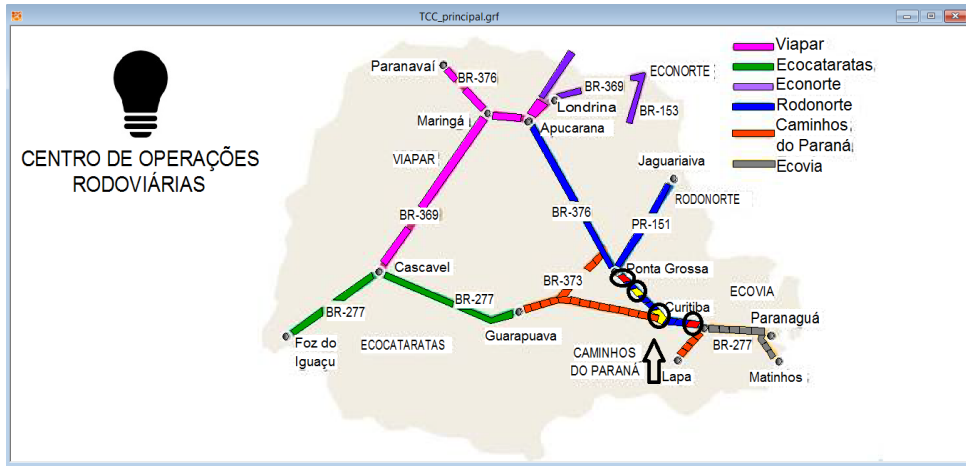 TCC_principal.grf
CENTRO DE OPERAÇÕES
RODOVIÁRIAS
Viapar
Ecocataratas
Econorte
Rodonorte
Caminhos
do Paraná
Ecovia
Paranavaí
BR-376
Maringá
Apucarana
Londrina
BR-369
ECONORTE
BR-153
VIAPAR
BR-369
Jaguariaiva
RODONORTE
BR-376
PR-151
Cascavel
Ponta Grossa
BR-373
BR-277
BR-277
Curitiba
ECOVIA
Paranaguá
Foz do
Iguaçu
ECOCATARATAS
Guarapuava
CAMINHOS
DO PARANÁ
Lapa
BR-277
Matinhos